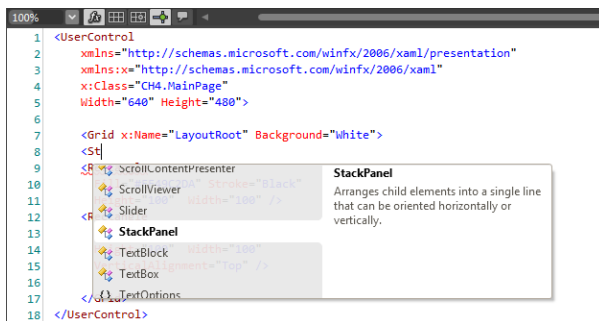 100%
1 <UserControl
2 xmlns="http://schemas.microsoft.com/winfx/2006/xaml/presentation"
3 xmlns:x="http://schemas.microsoft.com/winfx/2006/xaml"
4 x:Class="CH4.MainPage"
5 Width="640" Height="480">
6
7 <Grid x:Name="LayoutRoot" Background="White">
8 <St
9 <R ScrollContentPresenter
10 ScrollViewer Stroke="Black"
11 Slider "100" Width="100" />
12 <R
13 StackPanel
14 TextBlock "100" Width="100"
15 TextBox Alignment="Top" />
16 TextOptions
17 </Grid>
18 </UserControl>
StackPanel
Arranges child elements into a single line
that can be oriented horizontally or
vertically.